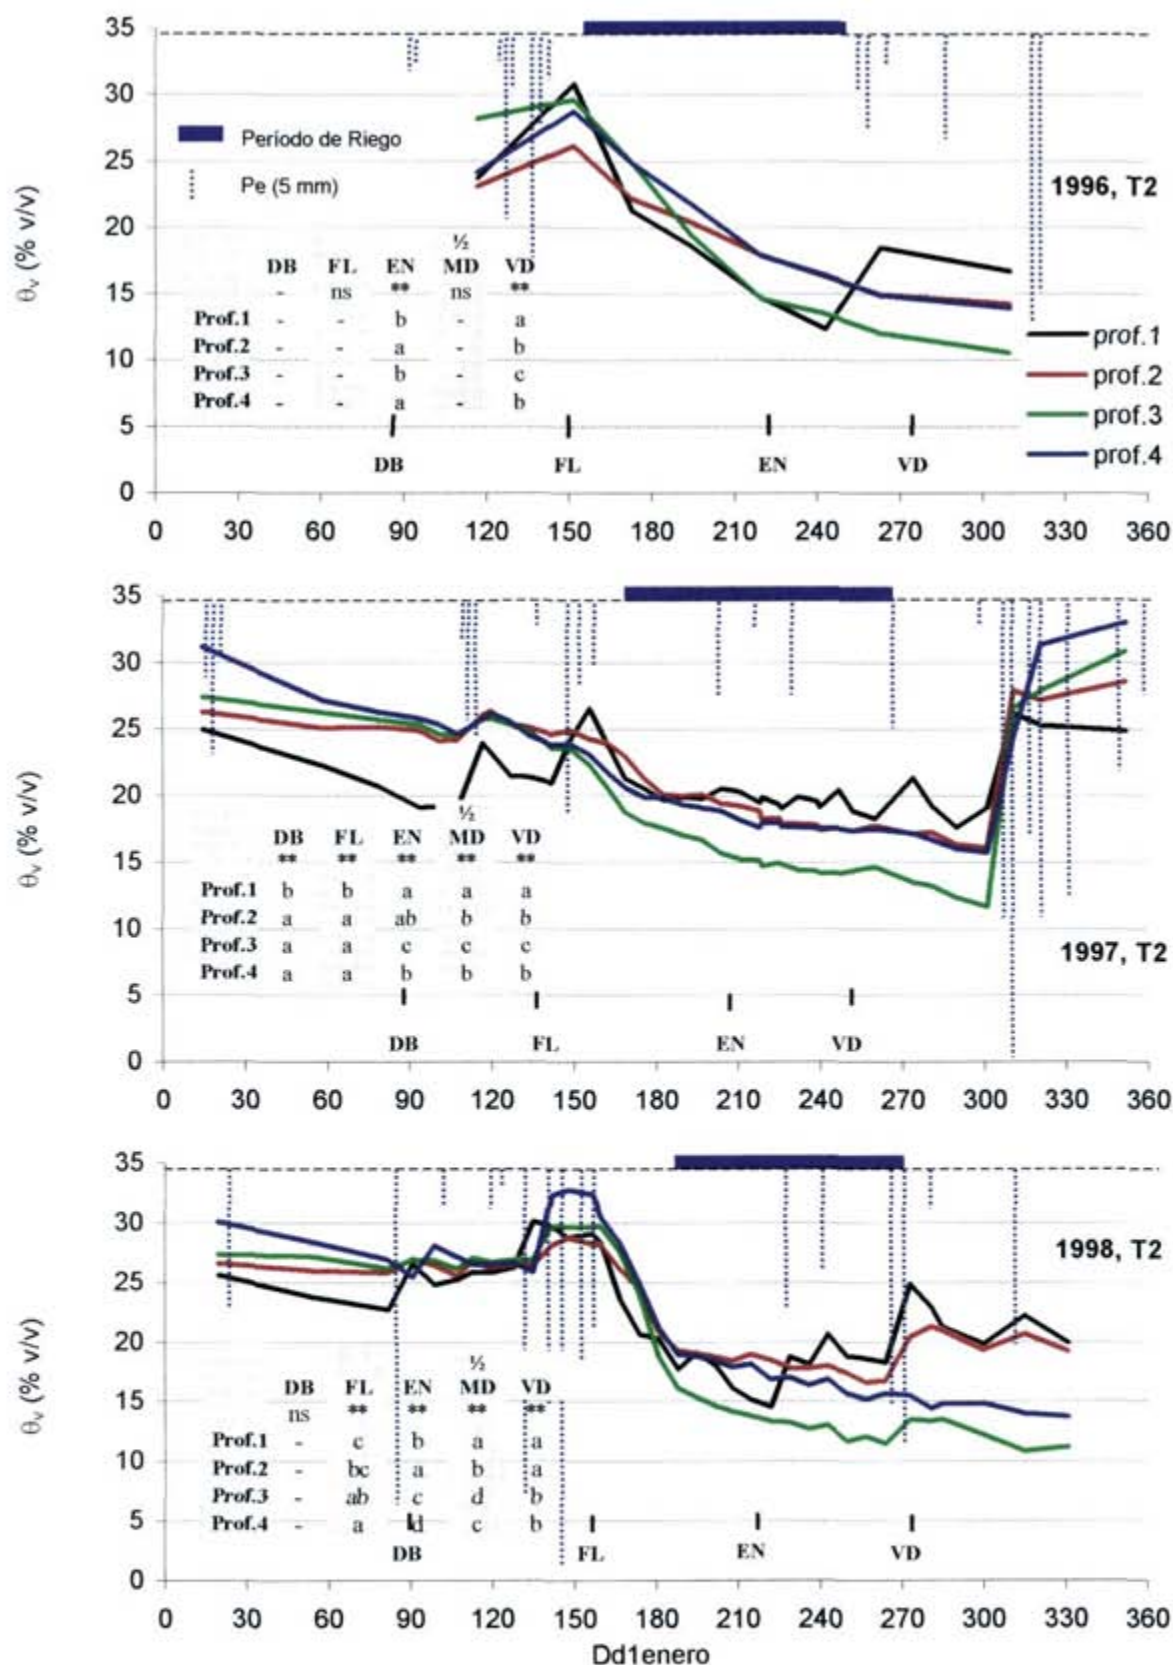 35
30
25
20
15
10
5
0
θv (% v/v)
Período de Riego
Pe (5 mm)
1996, T2
½
DB FL EN MD VD
- ns ** ns **
Prof.1 - - b - a
Prof.2 - - a - b
Prof.3 - - b - c
Prof.4 - - a - b
prof.1
prof.2
prof.3
prof.4
DB FL EN VD
0 30 60 90 120 150 180 210 240 270 300 330 360
35
30
25
20
15
10
5
0
θv (% v/v)
½
DB FL EN MD VD
** ** ** ** **
Prof.1 b b a a a
Prof.2 a a ab b b
Prof.3 a a c c c
Prof.4 a a b b b
1997, T2
DB FL EN VD
0 30 60 90 120 150 180 210 240 270 300 330 360
35
30
25
20
15
10
5
0
θv (% v/v)
1998, T2
½
DB FL EN MD VD
ns ** ** ** **
Prof.1 - c b a a
Prof.2 - bc a b a
Prof.3 - ab c d b
Prof.4 - a d c b
DB FL EN VD
0 30 60 90 120 150 180 210 240 270 300 330 360
Dd1enero